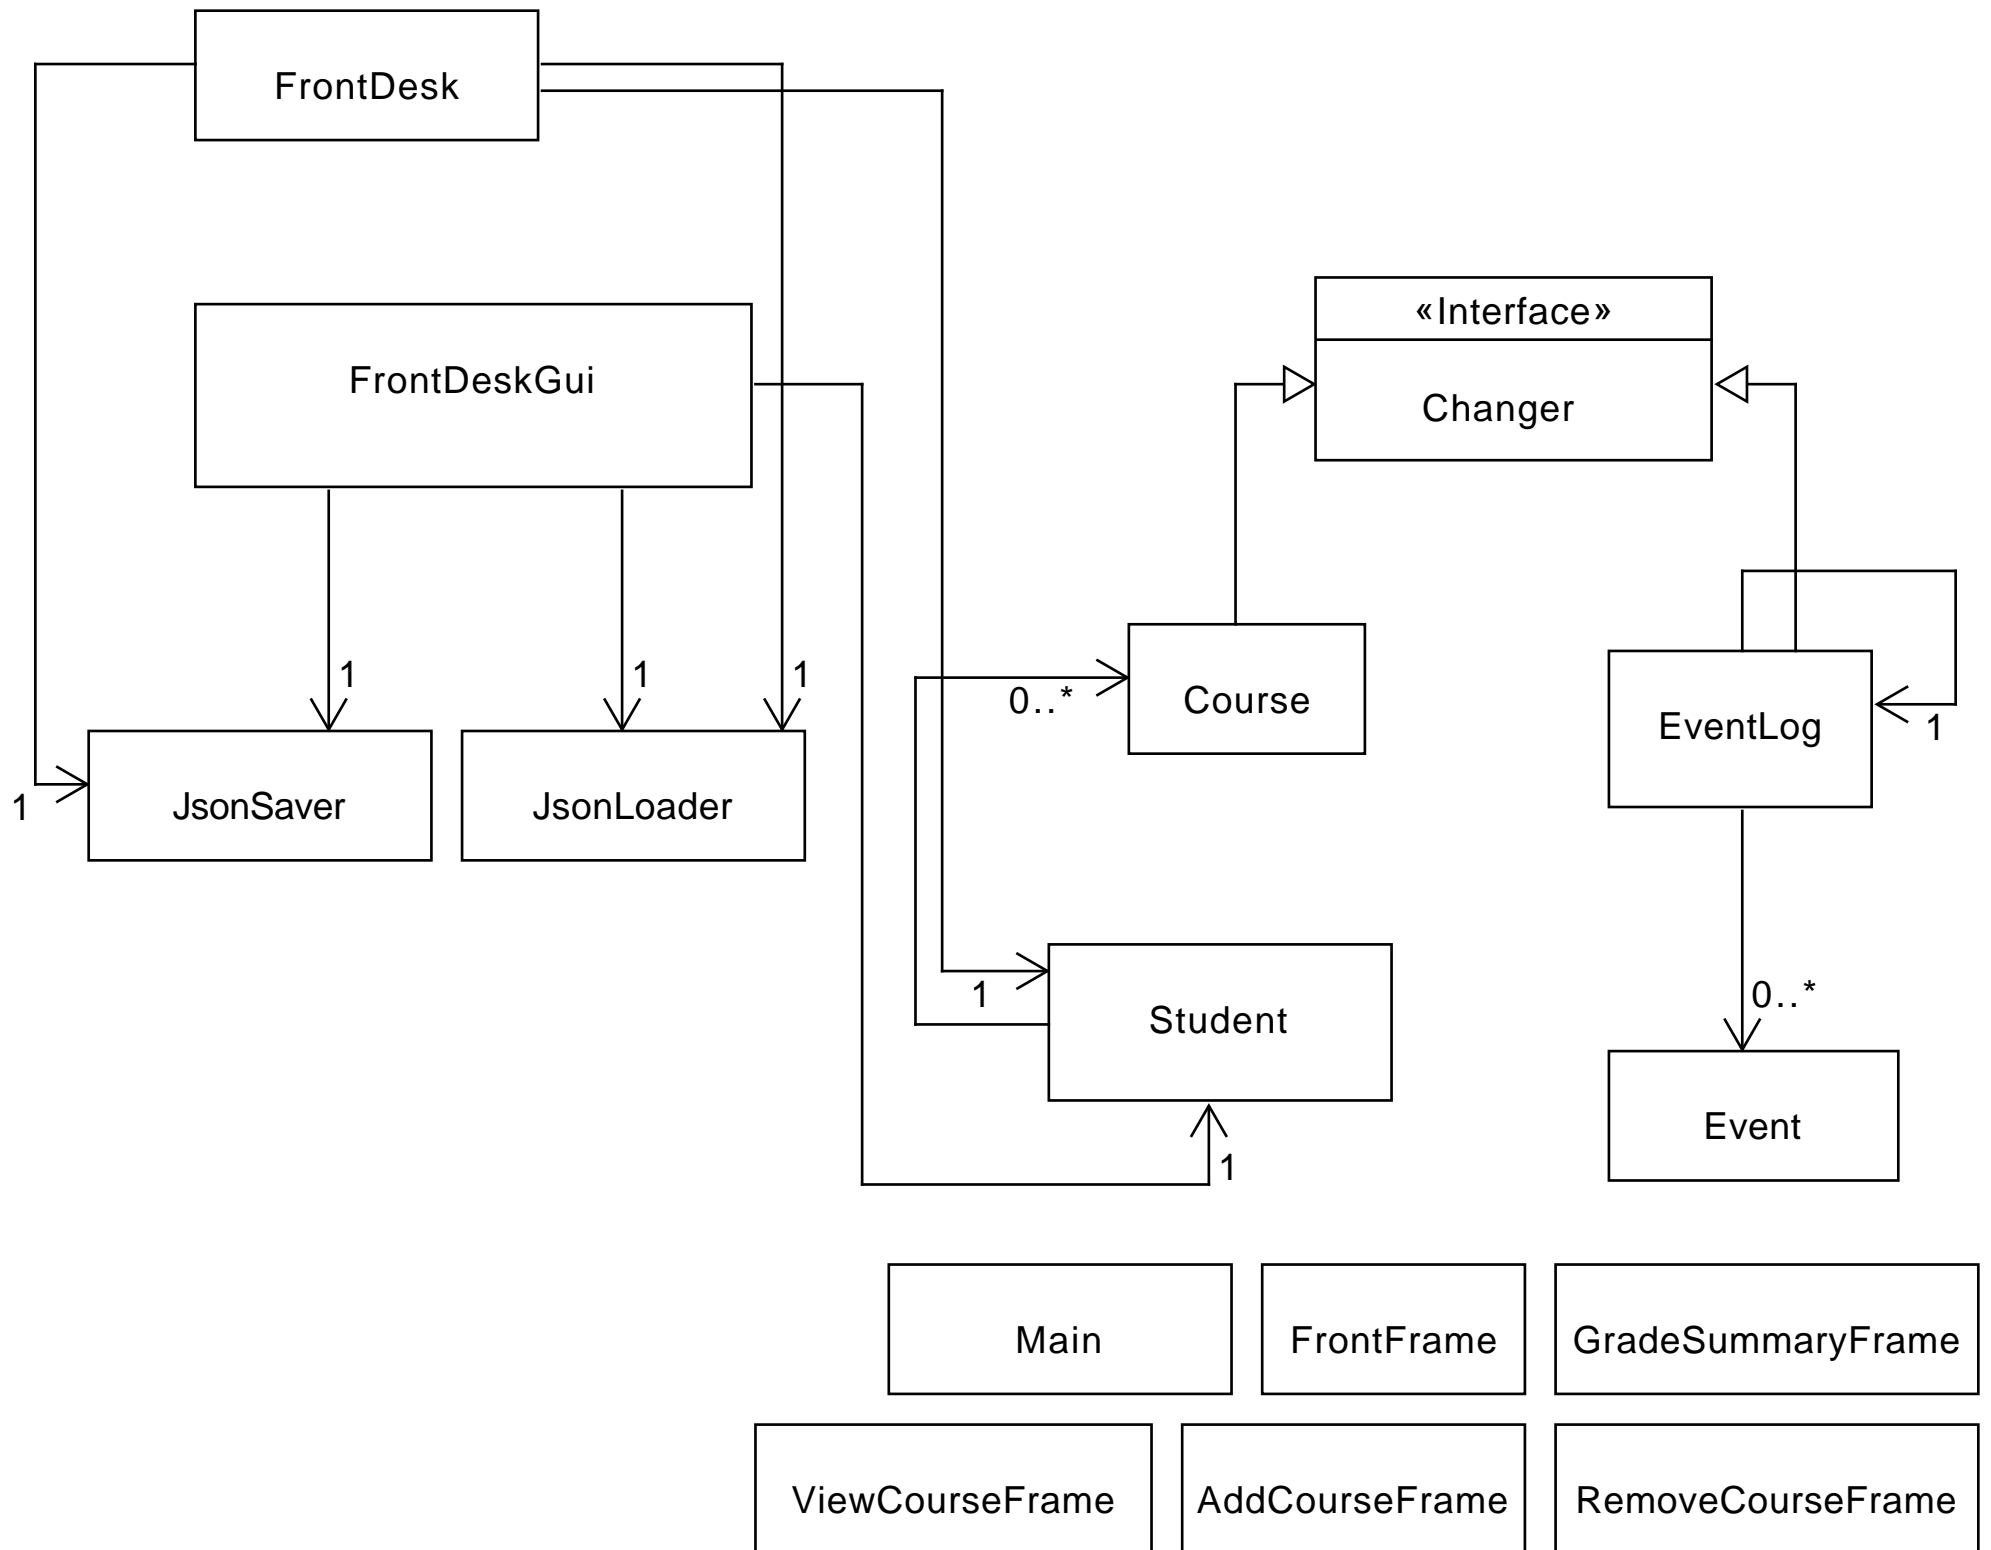 FrontDesk
«Interface»
FrontDeskGui
Changer
1
1
1
0..*
Course
EventLog
1
1
JsonSaver
JsonLoader
1
0..*
Student
Event
1
Main
FrontFrame
GradeSummaryFrame
ViewCourseFrame
AddCourseFrame
RemoveCourseFrame